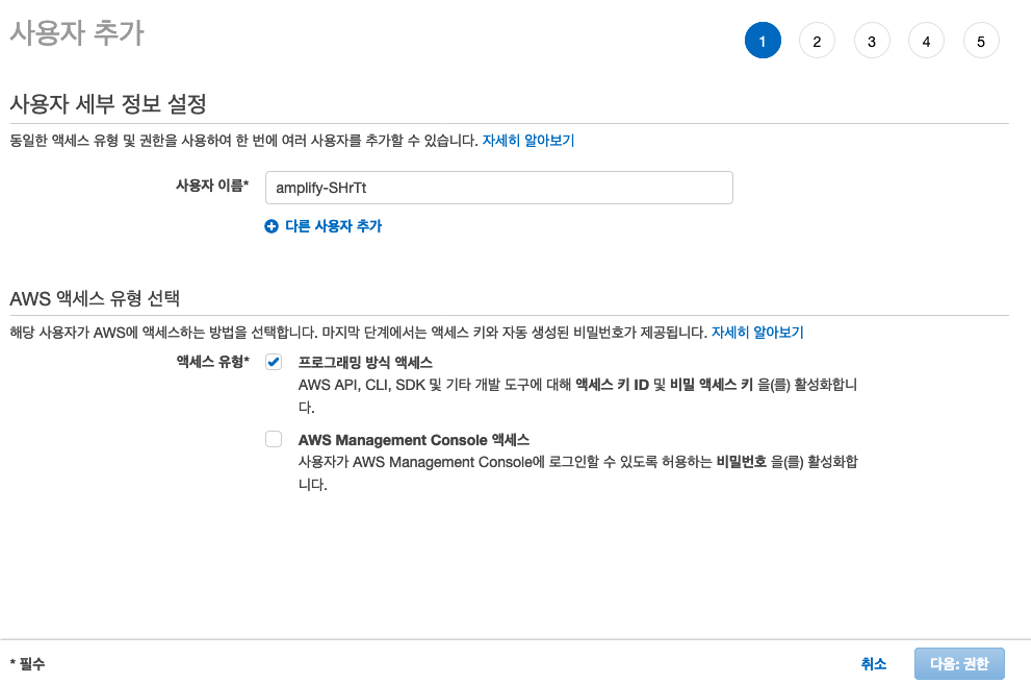 사용자 추가
1 2 3 4 5
사용자 세부 정보 설정
동일한 액세스 유형 및 권한을 사용하여 한 번에 여러 사용자를 추가할 수 있습니다. 자세히 알아보기
사용자 이름* amplify-SHrTt
다른 사용자 추가
AWS 액세스 유형 선택
해당 사용자가 AWS에 액세스하는 방법을 선택합니다. 마지막 단계에서는 액세스 키와 자동 생성된 비밀번호가 제공됩니다. 자세히 알아보기
액세스 유형* 프로그래밍 방식 액세스
AWS API, CLI, SDK 및 기타 개발 도구에 대해 액세스 키 ID 및 비밀 액세스 키 을(를) 활성화합니
다.
AWS Management Console 액세스
사용자가 AWS Management Console에 로그인할 수 있도록 허용하는 비밀번호 을(를) 활성화합
니다.
* 필수 취소 다음: 권한